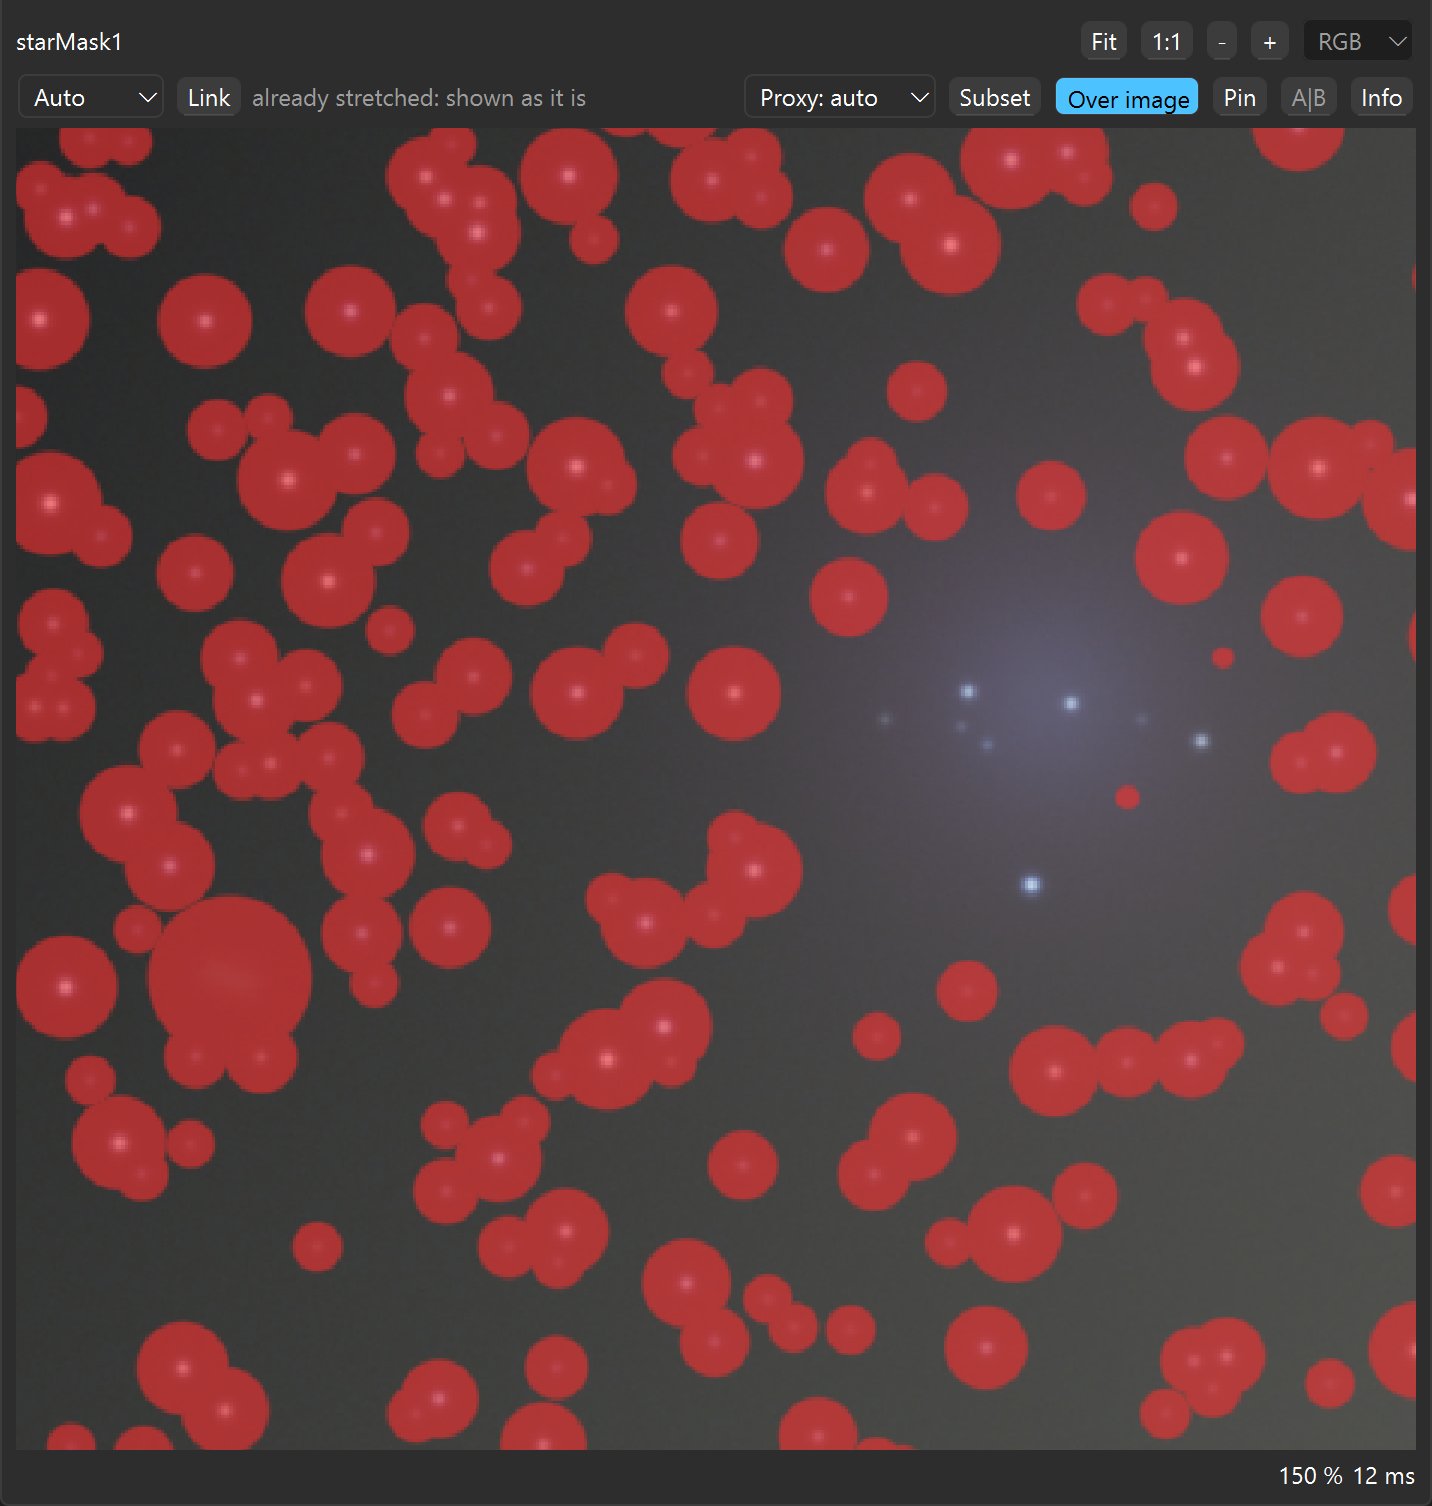 starMask1
Fit 1:1 - + RGB
Auto Link already stretched: shown as it is Proxy: auto Subset Over image Pin A|B Info
150 % 12 ms